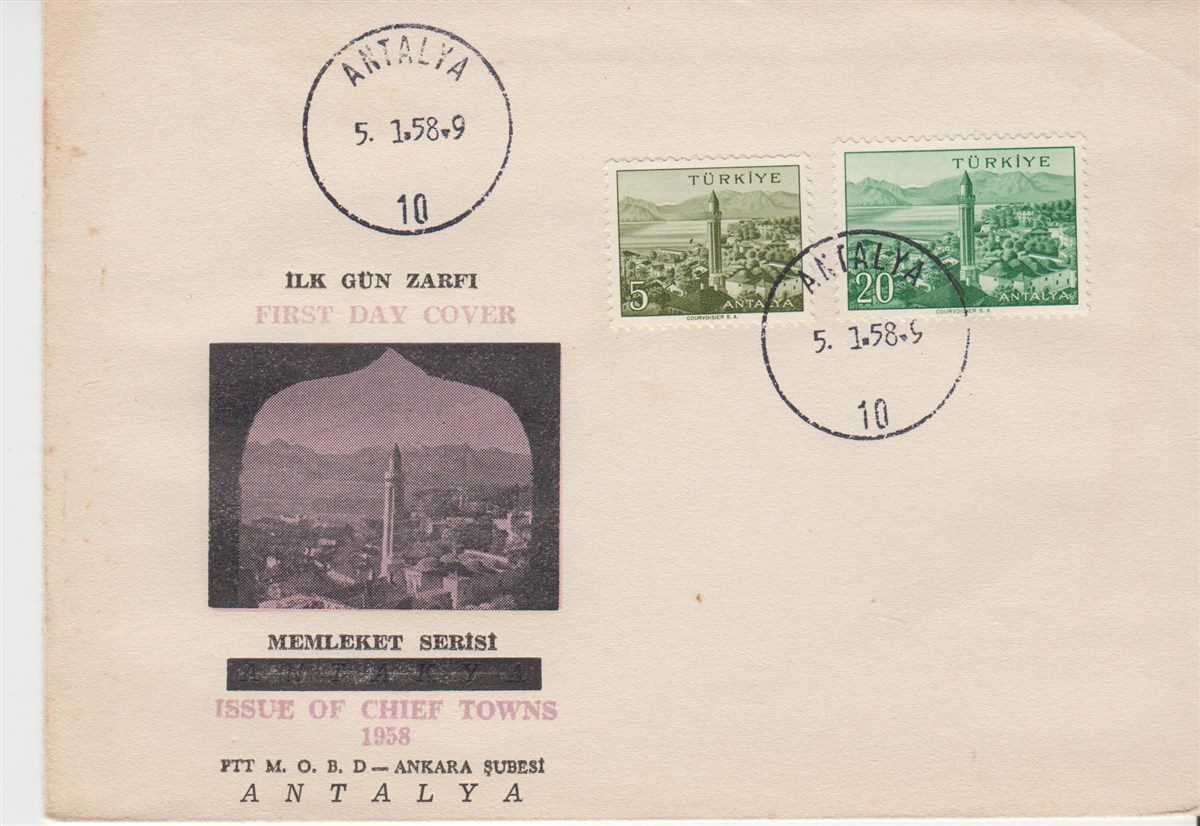 ANTALYA
5. 1.58-9
10
İLK GÜN ZARFI
FIRST DAY COVER
MEMLEKET SERİSİ
ANTAKYA
ISSUE OF CHIEF TOWNS
1958
PTT M. O. B. D — ANKARA ŞUBESİ
ANTALYA
TÜRKİYE
5
ANTALYA
COURVOISIER S. A.
TÜRKİYE
20
ANTALYA
COURVOISIER S. A.
ANTALYA
5. 1.58-9
10